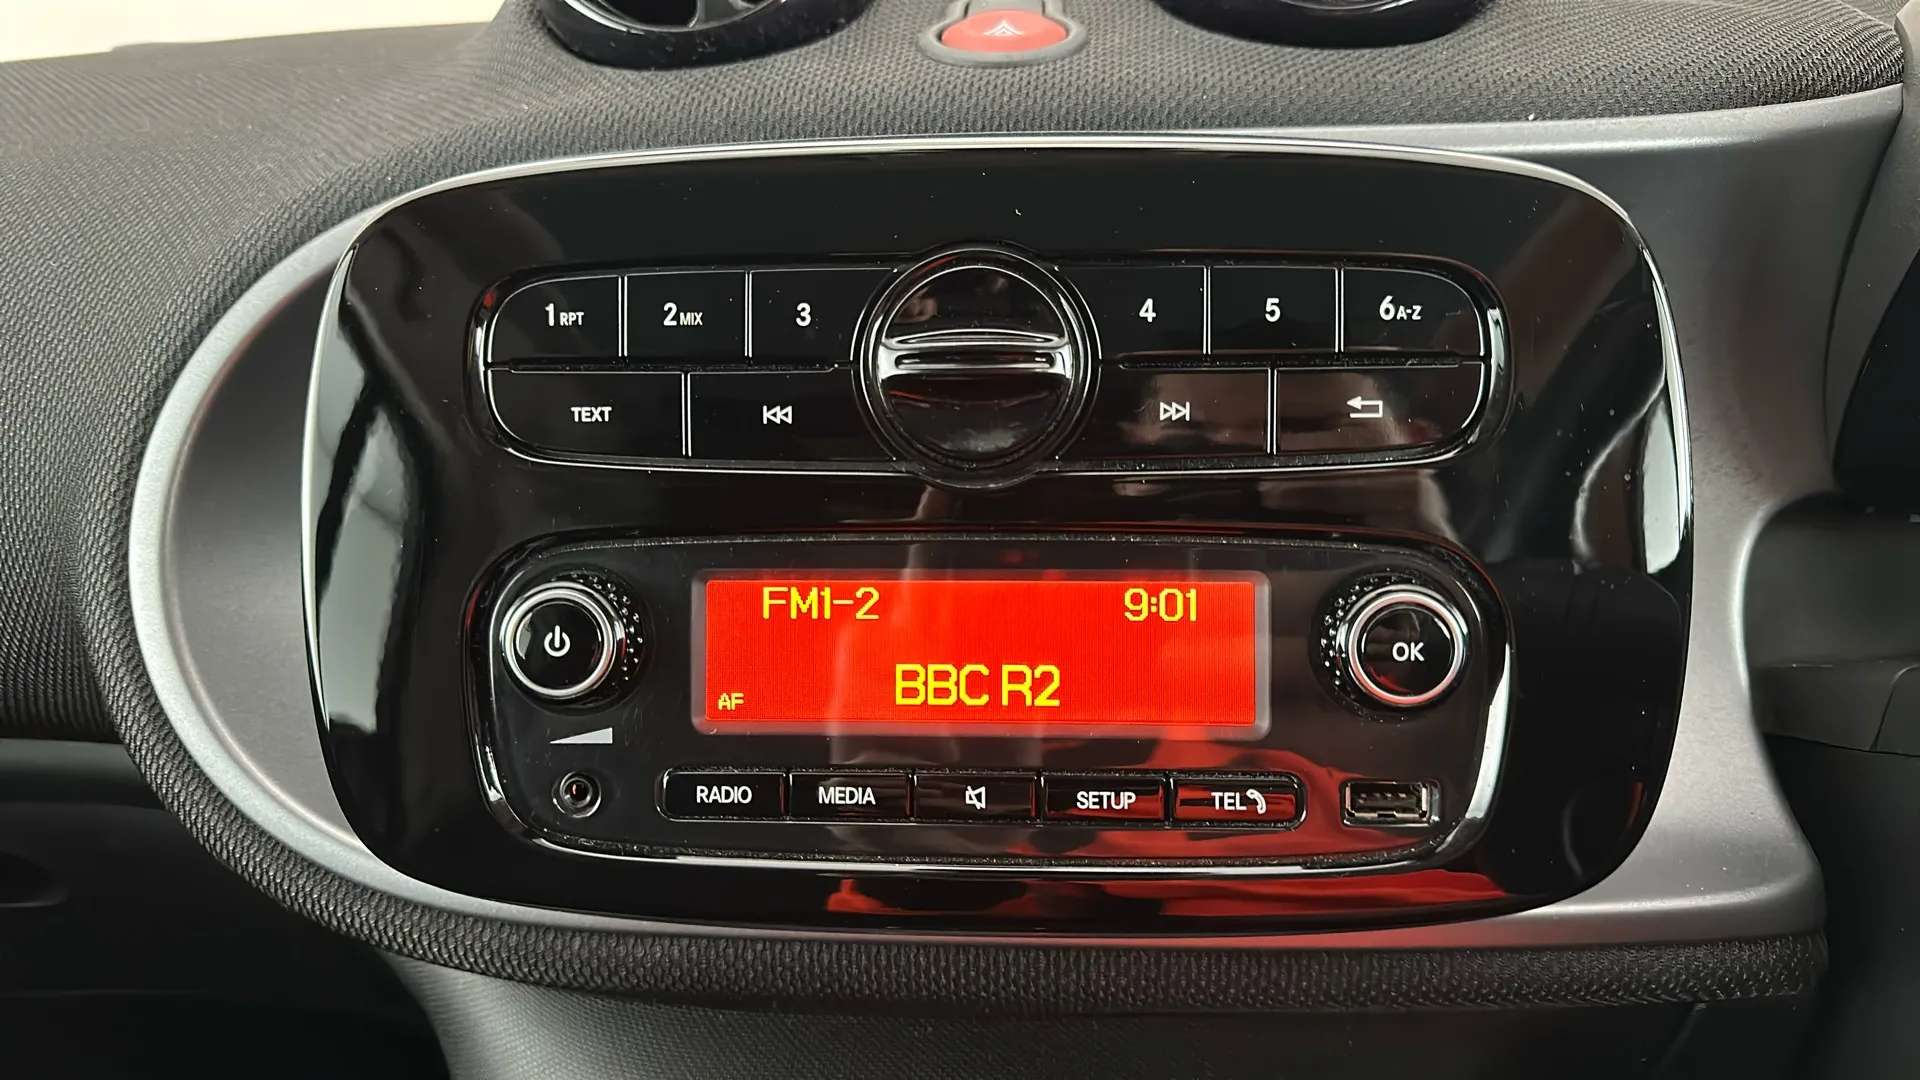 1 RPT 2 MIX 3 4 5 6 A-Z
TEXT
FM1-2 9:01
BBC R2
AF
OK
RADIO MEDIA SETUP TEL